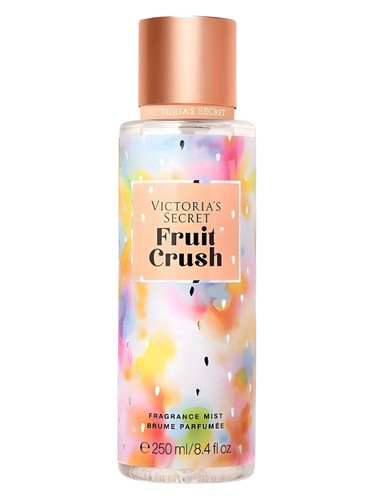 VICTORIA'S SECRET
VICTORIA'S
SECRET
Fruit
Crush
FRAGRANCE MIST
BRUME PARFUMÉE
℮ 250 ml/8.4 fl oz